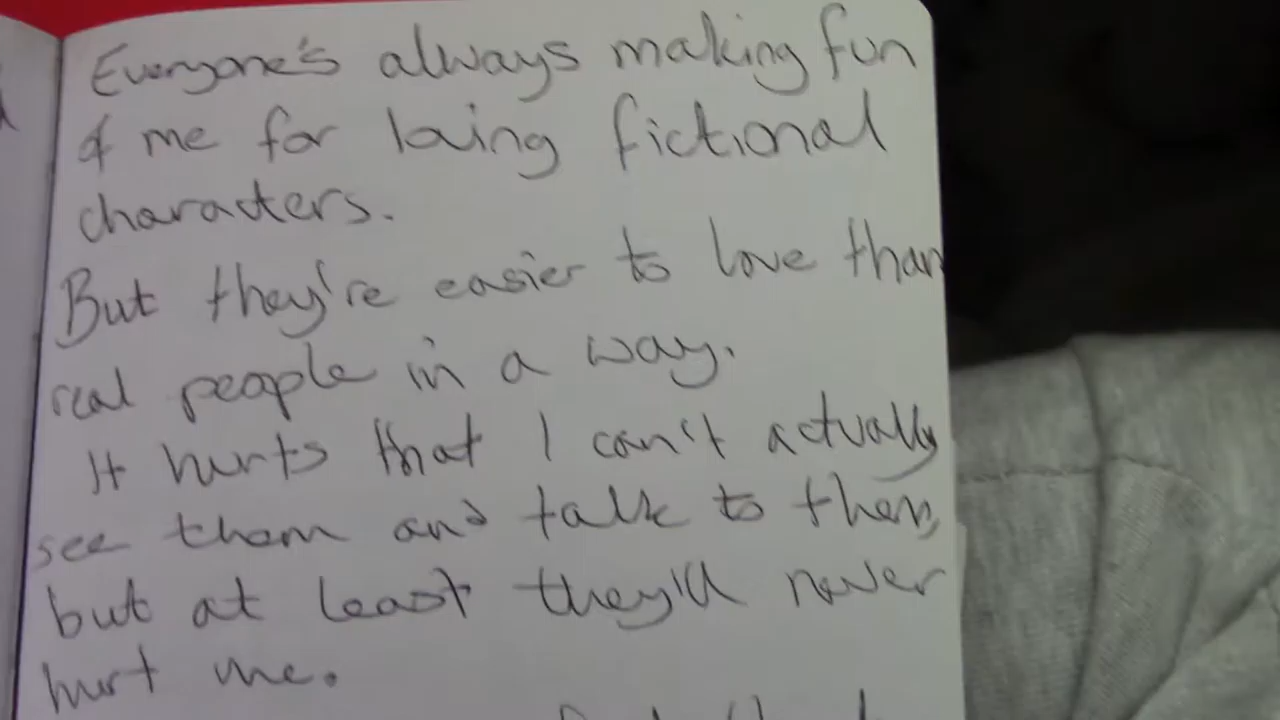 Everyone's always making fun
of me for loving fictional
characters.
But they're easier to love than
real people in a way.
It hurts that I can't actually
see them and talk to them,
but at least they'll never
hurt me.